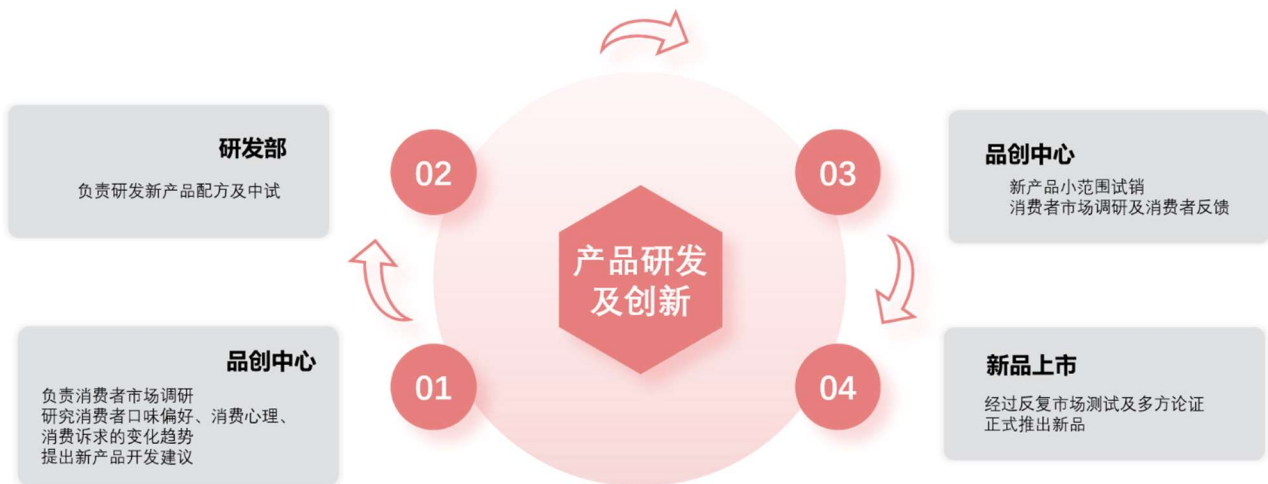 研发部
负责研发新产品配方及中试
02
品创中心
负责消费者市场调研
研究消费者口味偏好、消费心理、
消费诉求的变化趋势
提出新产品开发建议
01
产品研发
及创新
03
品创中心
新产品小范围试销
消费者市场调研及消费者反馈
04
新品上市
经过反复市场测试及多方论证
正式推出新品